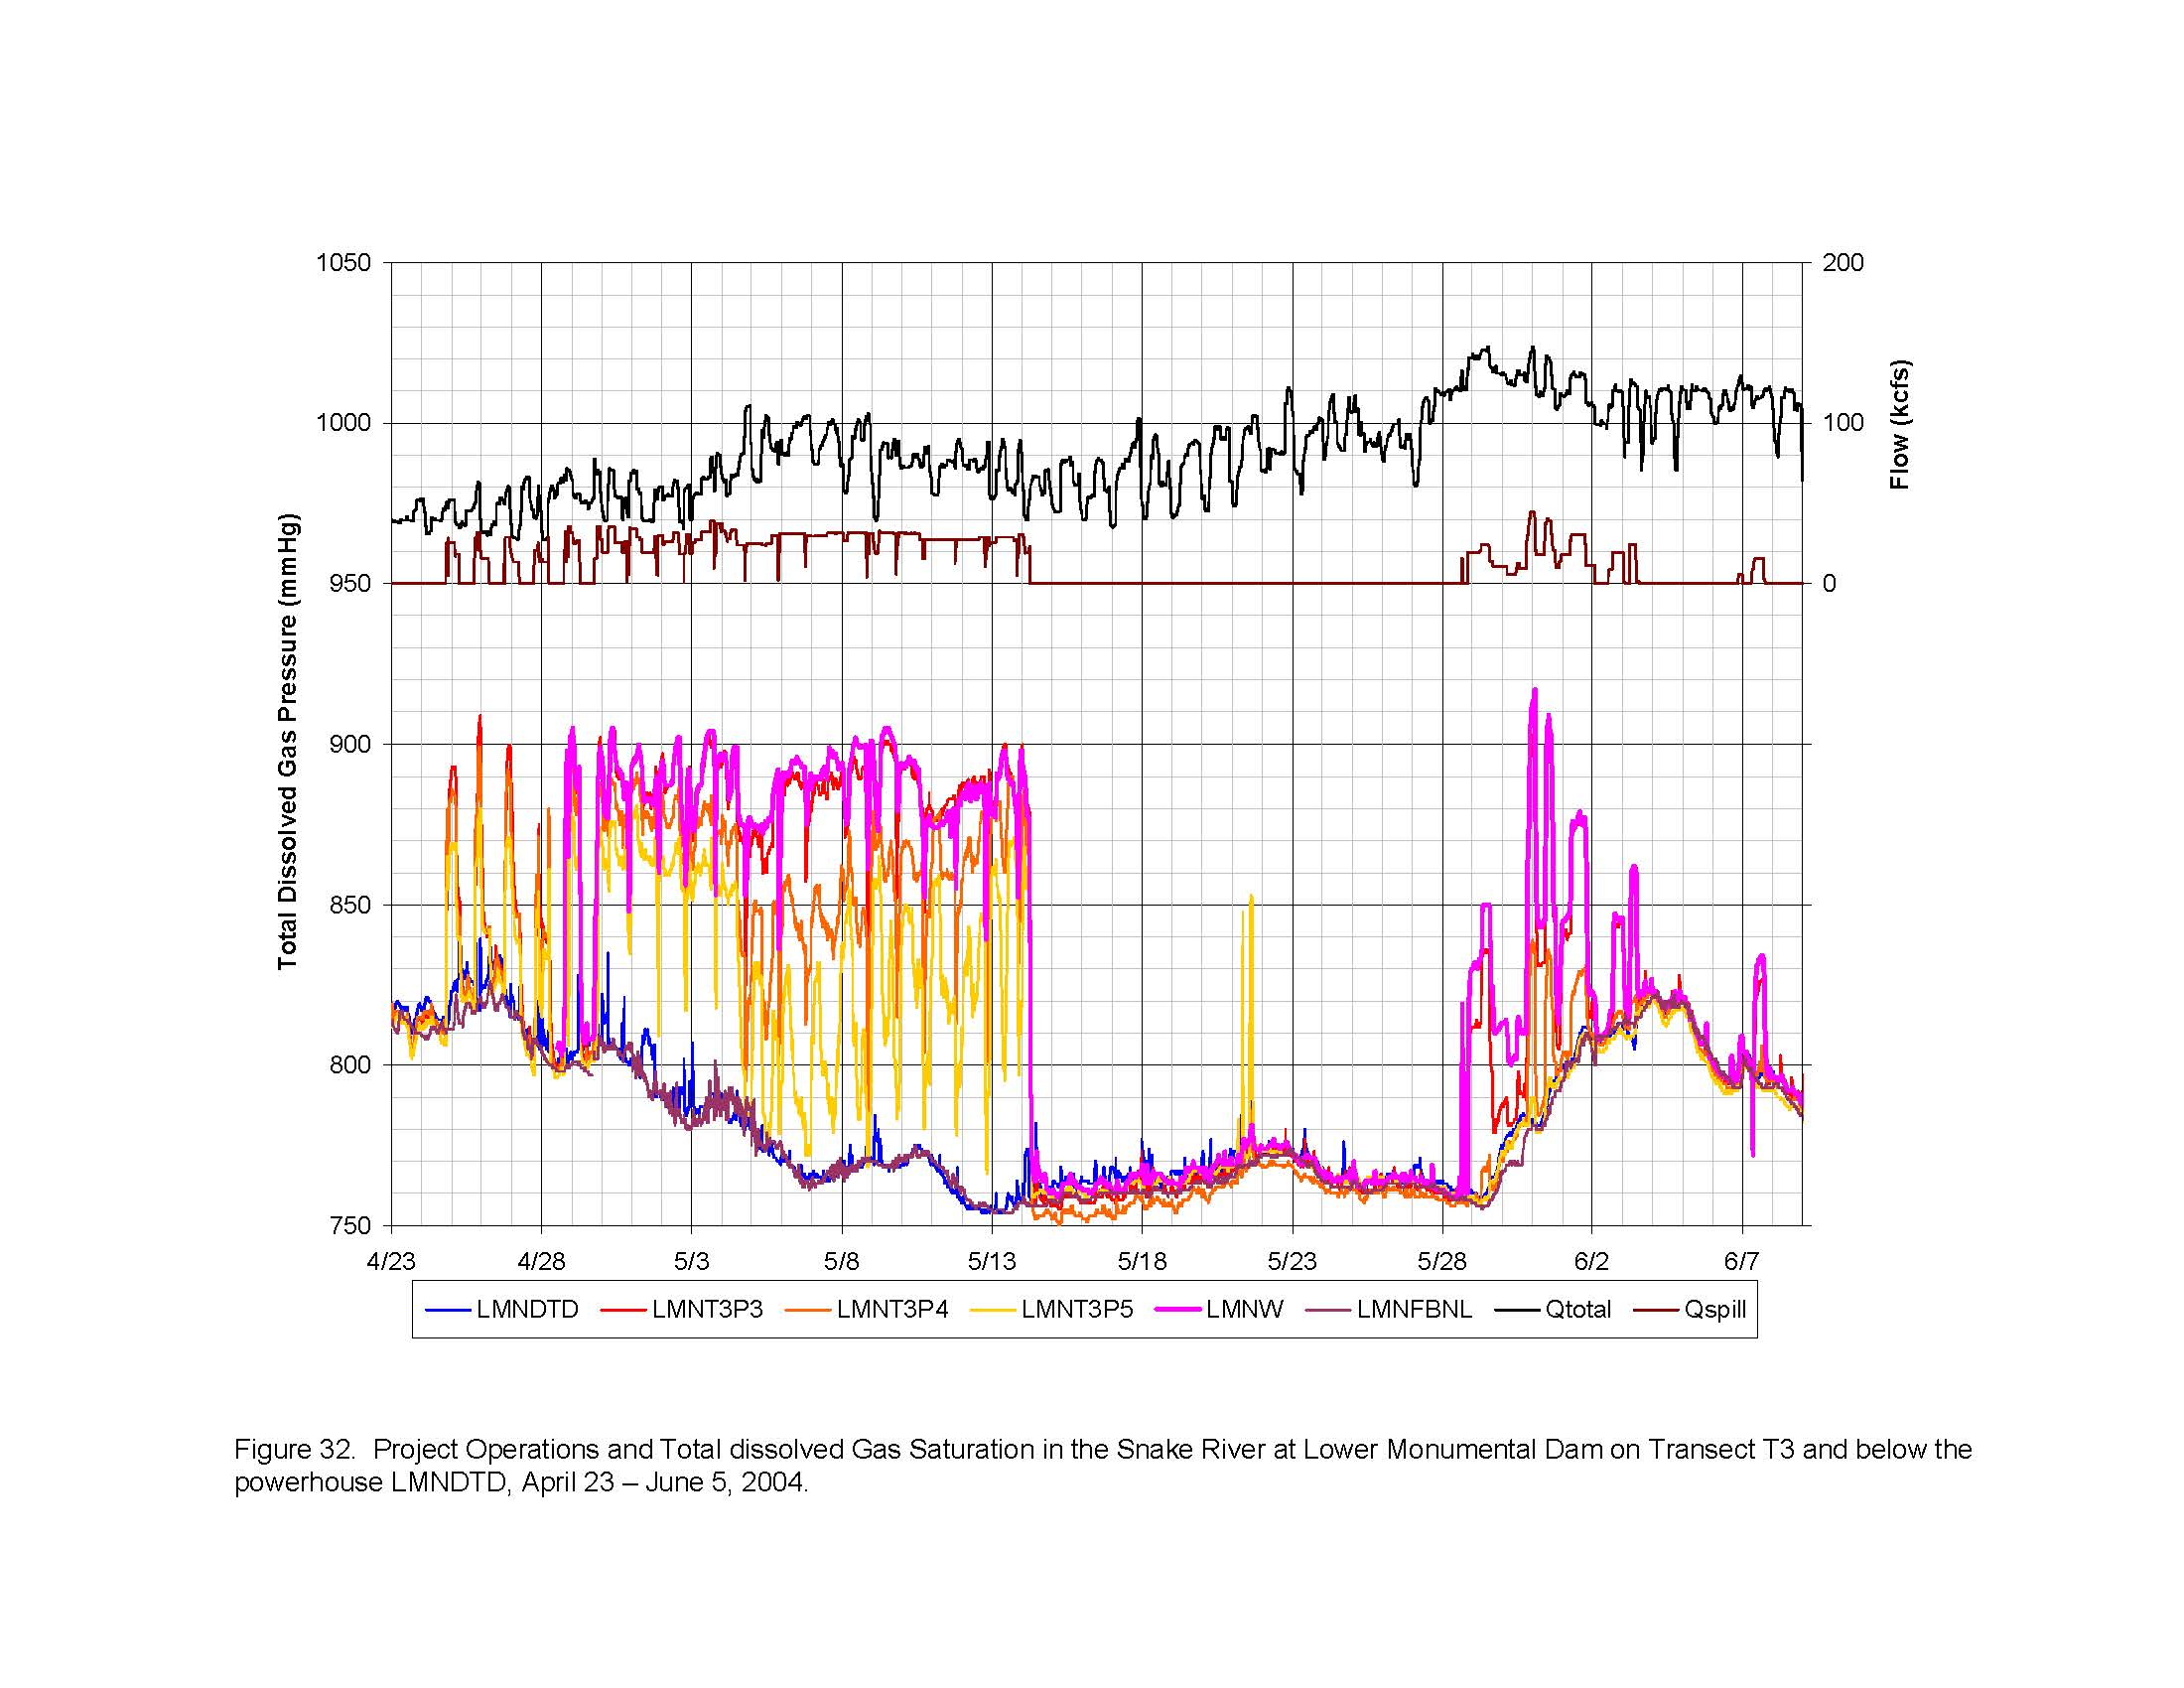 1050
1000
950
900
850
800
750
Total Dissolved Gas Pressure (mmHg)
200
100
0
Flow (kcfs)
4/23 4/28 5/3 5/8 5/13 5/18 5/23 5/28 6/2 6/7
LMNDTD LMNT3P3 LMNT3P4 LMNT3P5 LMNW LMNFBNL Qtotal Qspill
Figure 32. Project Operations and Total dissolved Gas Saturation in the Snake River at Lower Monumental Dam on Transect T3 and below the
powerhouse LMNDTD, April 23 – June 5, 2004.